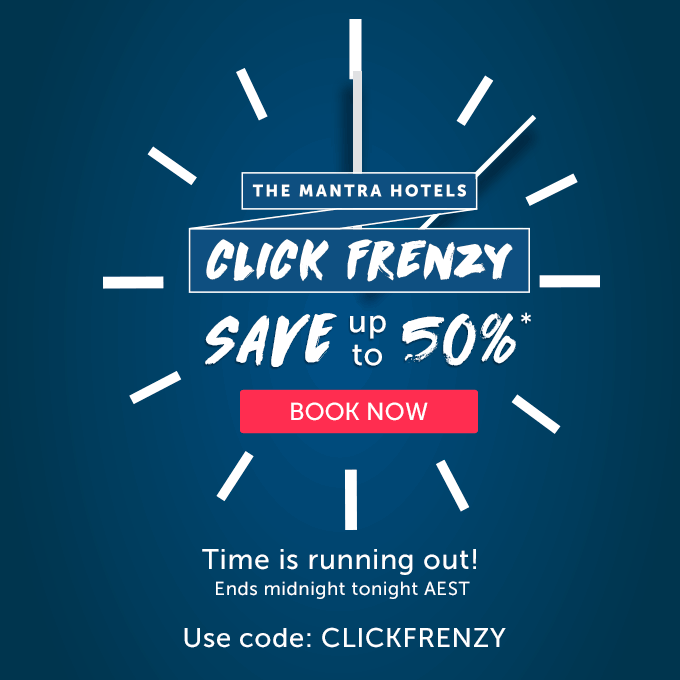 THE MANTRA HOTELS
CLICK FRENZY
SAVE up to 50%*
BOOK NOW
Time is running out!
Ends midnight tonight AEST
Use code: CLICKFRENZY